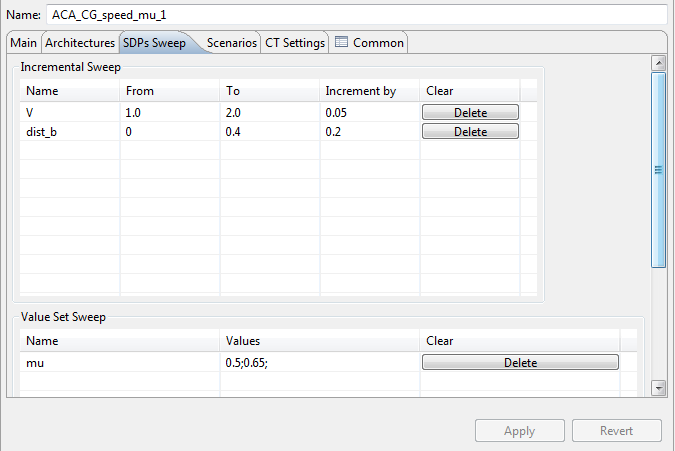 Name: ACA_CG_speed_mu_1
Main Architectures SDPs Sweep Scenarios CT Settings Common
Incremental Sweep
Name From To Increment by Clear
V 1.0 2.0 0.05 Delete
dist_b 0 0.4 0.2 Delete
Value Set Sweep
Name Values Clear
mu 0.5;0.65; Delete
Apply Revert